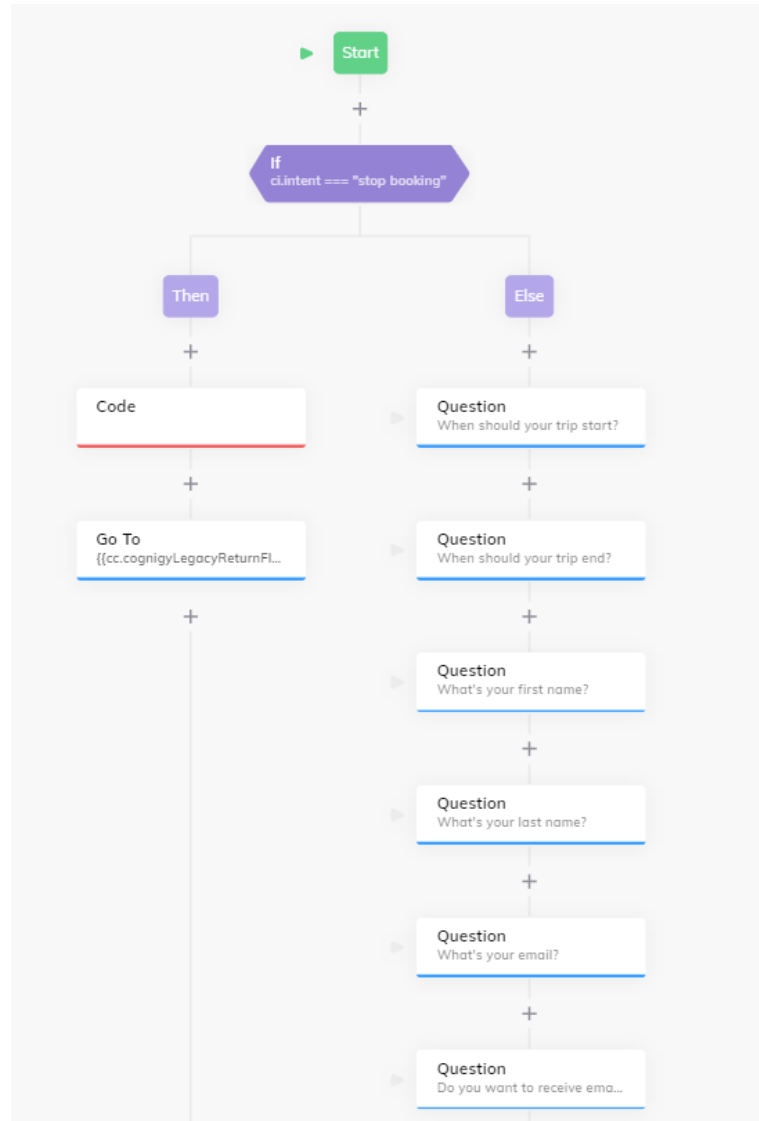 Start
If
ci.intent === "stop booking"
Then
Else
Code
Question
When should your trip start?
Go To
{{cc.cognigyLegacyReturnFl...
Question
When should your trip end?
Question
What's your first name?
Question
What's your last name?
Question
What's your email?
Question
Do you want to receive ema...